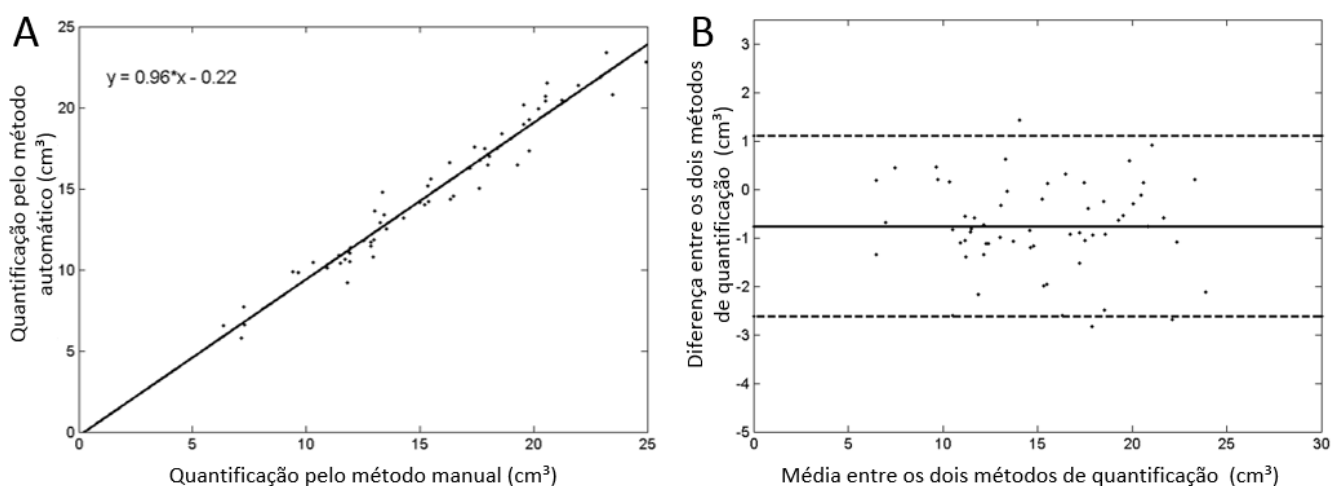 A
Quantificação pelo método
automático (cm³)
25
20
15
10
5
0
y = 0.96*x - 0.22
0 5 10 15 20 25
Quantificação pelo método manual (cm³)
B
Diferença entre os dois métodos
de quantificação (cm³)
3
2
1
0
-1
-2
-3
-4
-5
0 5 10 15 20 25 30
Média entre os dois métodos de quantificação (cm³)